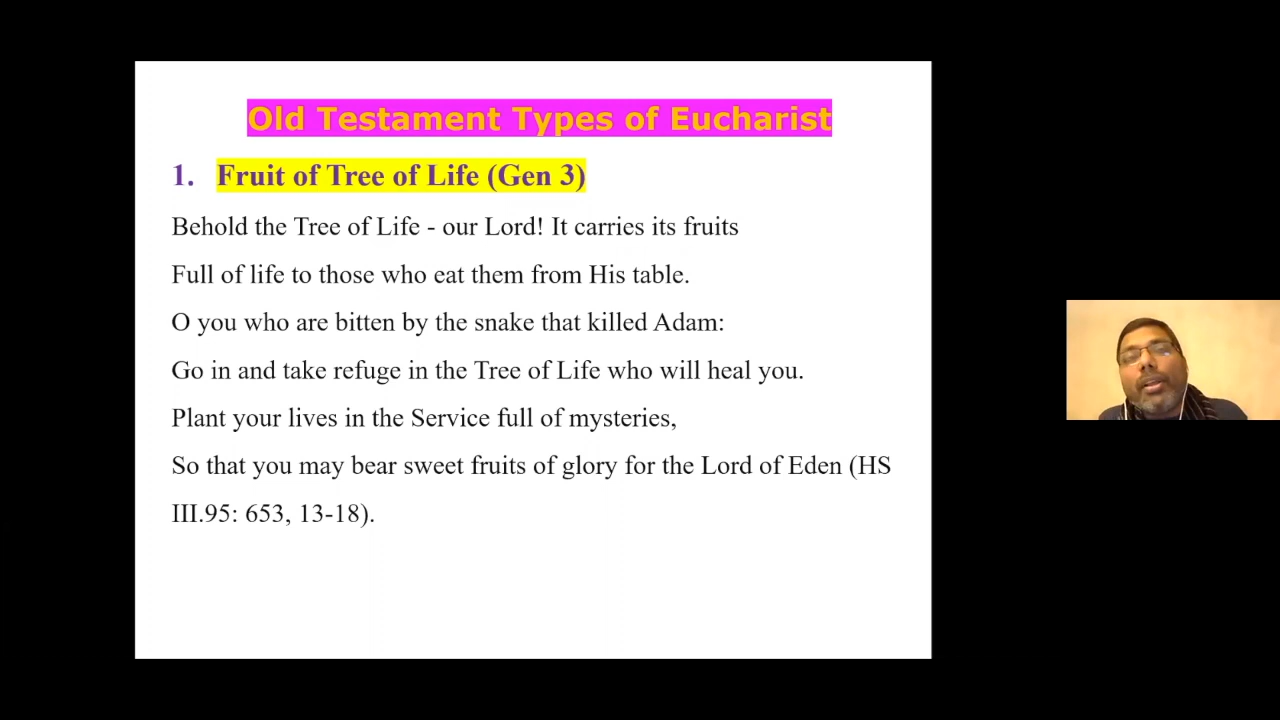 Old Testament Types of Eucharist
1. Fruit of Tree of Life (Gen 3)
Behold the Tree of Life - our Lord! It carries its fruits
Full of life to those who eat them from His table.
O you who are bitten by the snake that killed Adam:
Go in and take refuge in the Tree of Life who will heal you.
Plant your lives in the Service full of mysteries,
So that you may bear sweet fruits of glory for the Lord of Eden (HS
III.95: 653, 13-18).